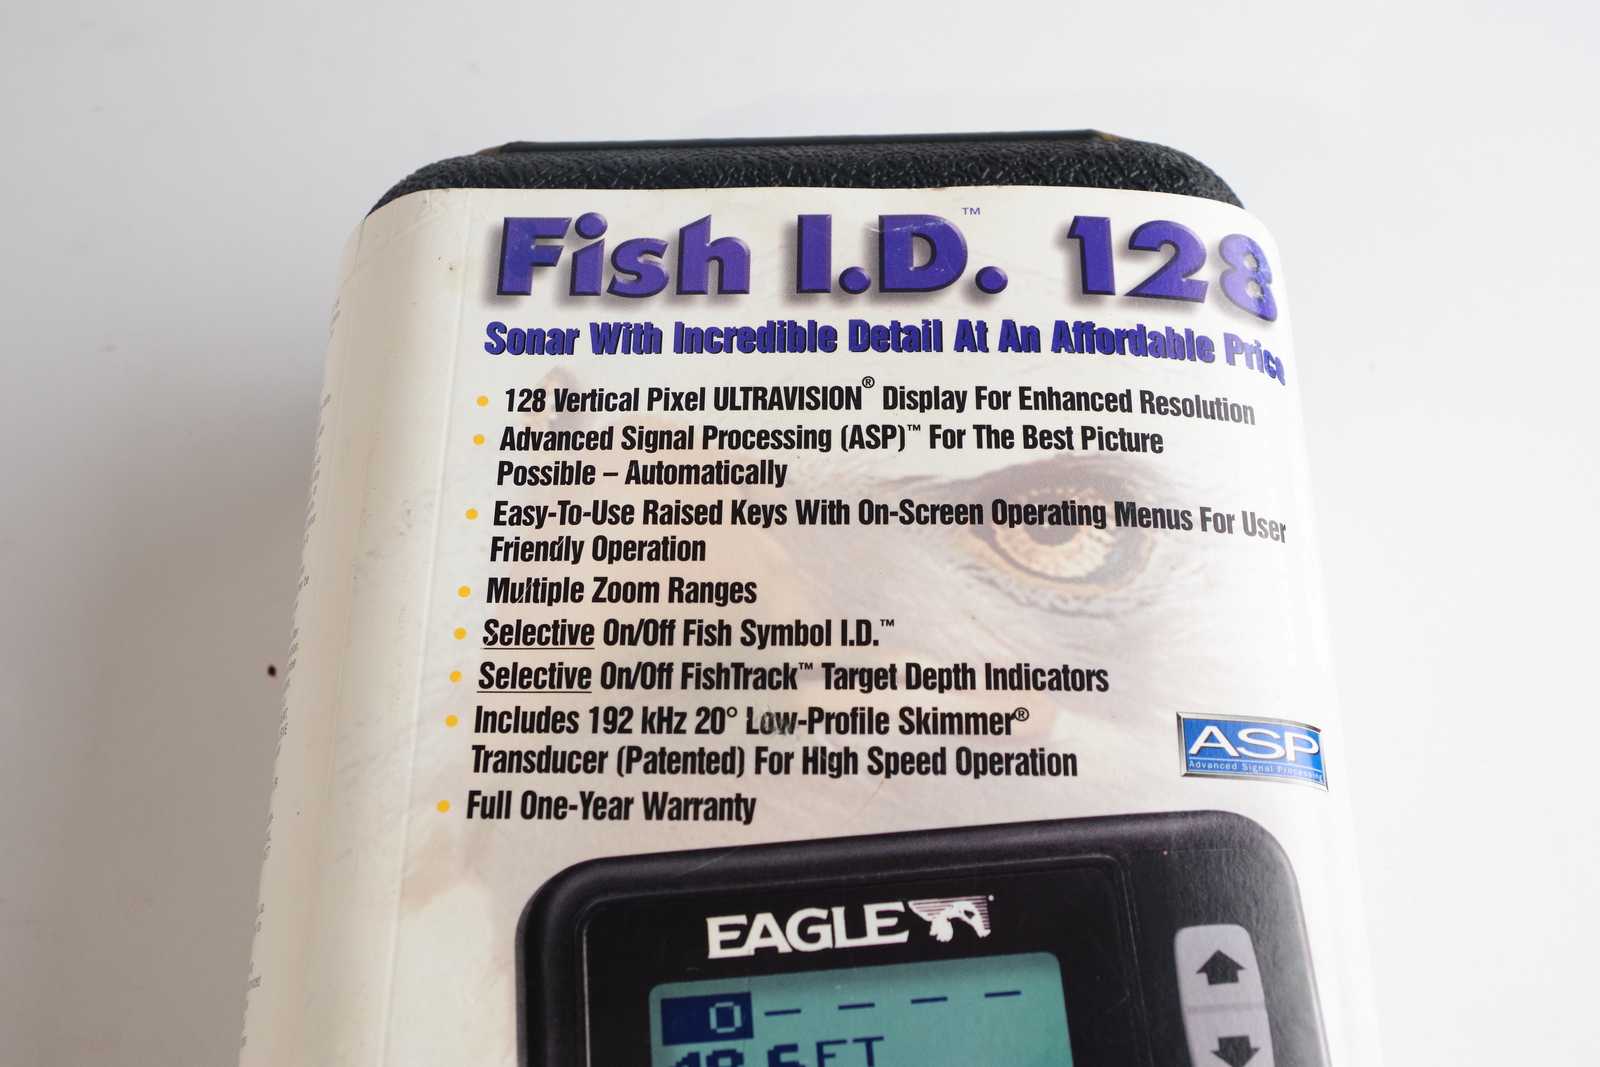 Fish I.D.™ 128
Sonar With Incredible Detail At An Affordable Price
• 128 Vertical Pixel ULTRAVISION® Display For Enhanced Resolution
• Advanced Signal Processing (ASP)™ For The Best Picture
Possible – Automatically
• Easy-To-Use Raised Keys With On-Screen Operating Menus For User
Friendly Operation
• Multiple Zoom Ranges
• Selective On/Off Fish Symbol I.D.™
• Selective On/Off FishTrack™ Target Depth Indicators
• Includes 192 kHz 20° Low-Profile Skimmer®
Transducer (Patented) For High Speed Operation
• Full One-Year Warranty
ASP
Advanced Signal Processing
EAGLE
0
18.6 FT